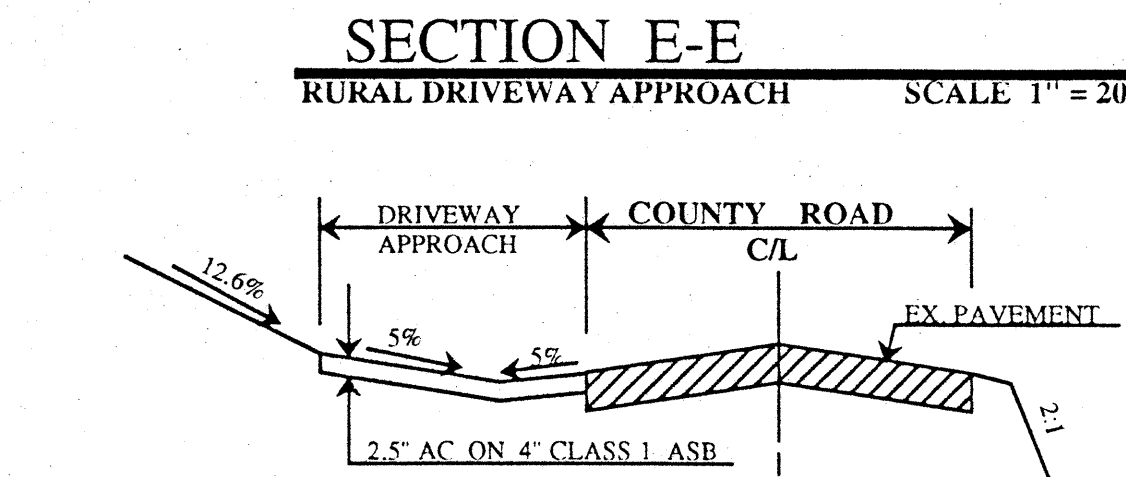 SECTION E-E
RURAL DRIVEWAY APPROACH SCALE 1" = 20
DRIVEWAY
APPROACH
COUNTY ROAD
C/L
12.6%
EX. PAVEMENT
5%
5%
2:1
2.5" AC ON 4" CLASS 1 ASB